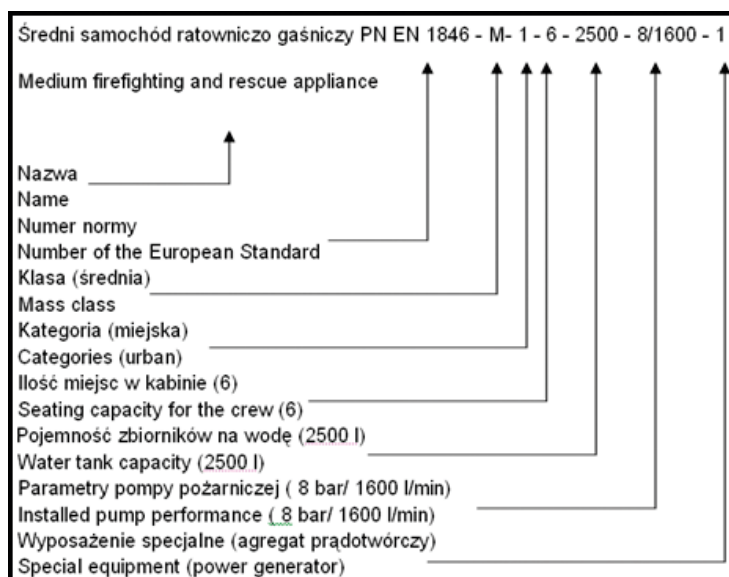 Średni samochód ratowniczo gaśniczy PN EN 1846 - M- 1 - 6 - 2500 - 8/1600 - 1
Medium firefighting and rescue appliance
Nazwa
Name
Numer normy
Number of the European Standard
Klasa (średnia)
Mass class
Kategoria (miejska)
Categories (urban)
Ilość miejsc w kabinie (6)
Seating capacity for the crew (6)
Pojemność zbiorników na wodę (2500 l)
Water tank capacity (2500 l)
Parametry pompy pożarniczej ( 8 bar/ 1600 l/min)
Installed pump performance ( 8 bar/ 1600 l/min)
Wyposażenie specjalne (agregat prądotwórczy)
Special equipment (power generator)